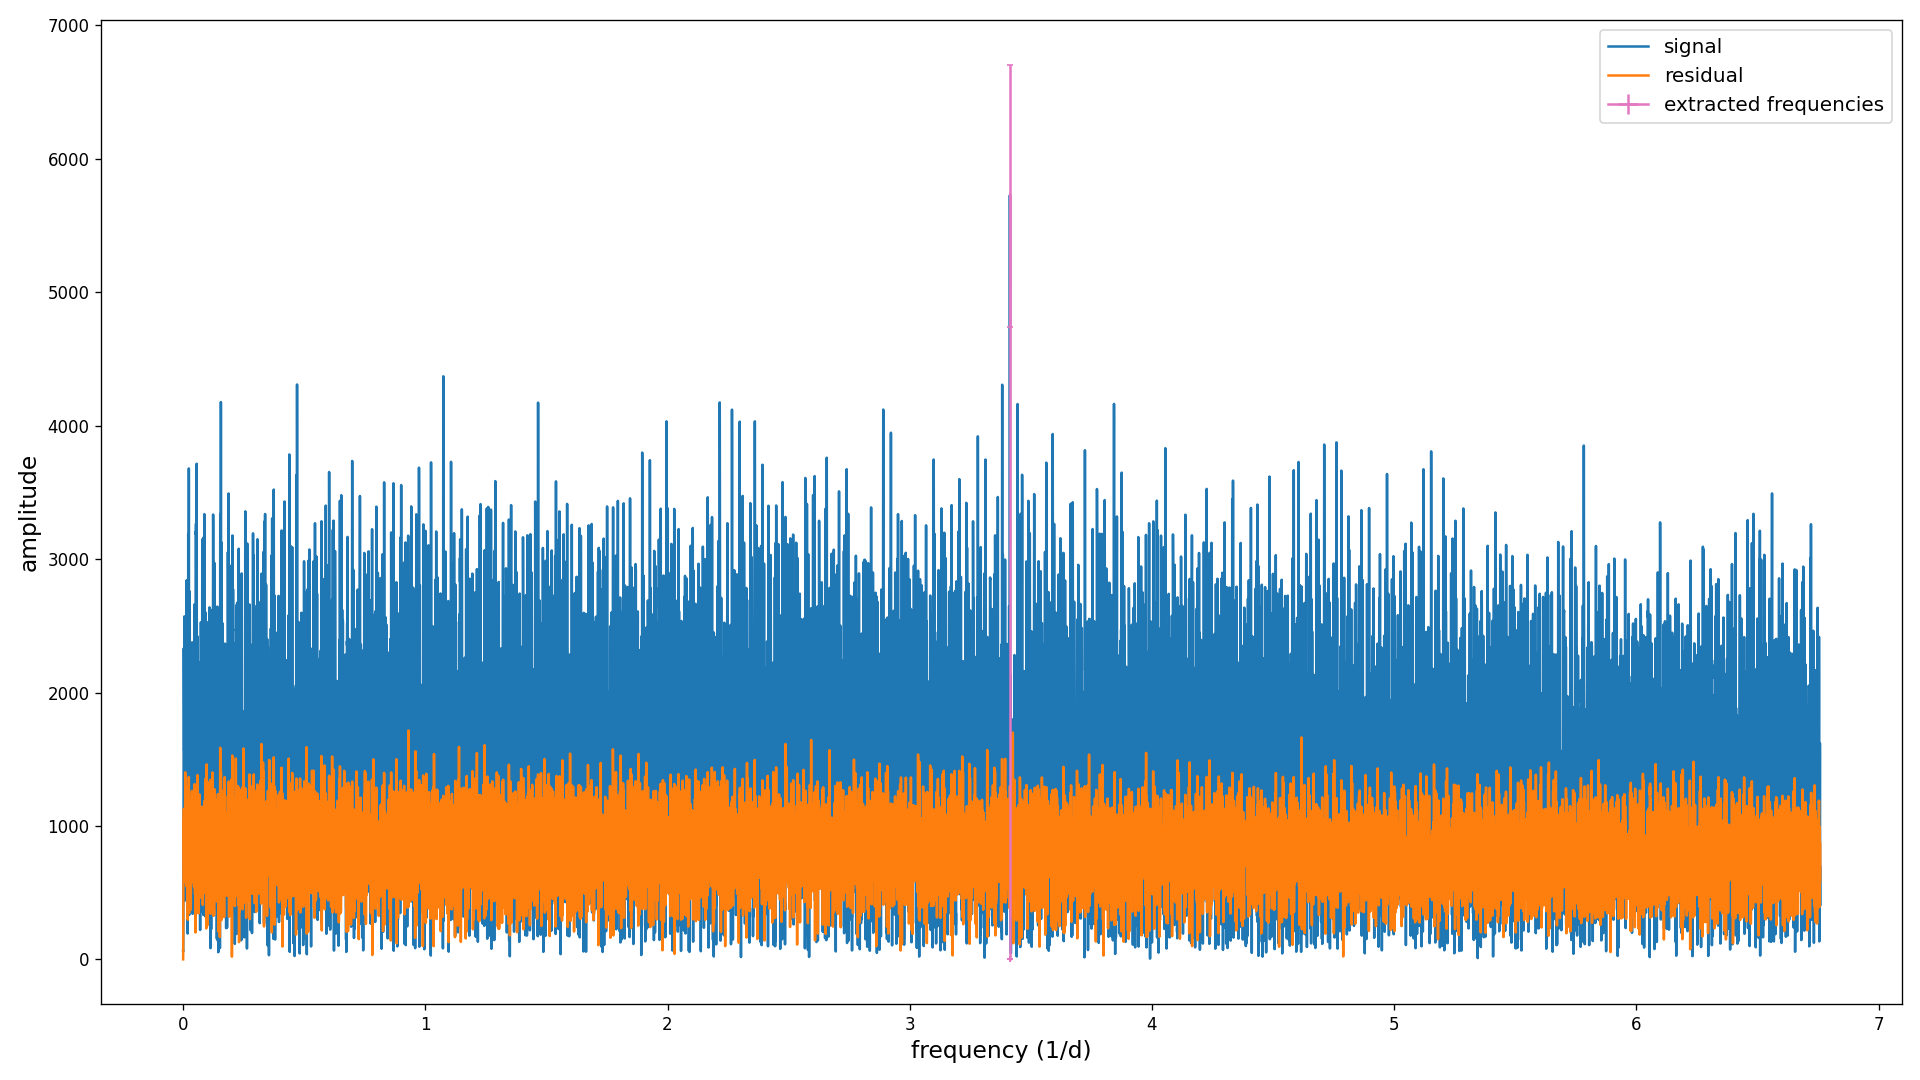 7000
6000
5000
4000
3000
2000
1000
0
amplitude
0 1 2 3 4 5 6 7
frequency (1/d)
signal
residual
extracted frequencies